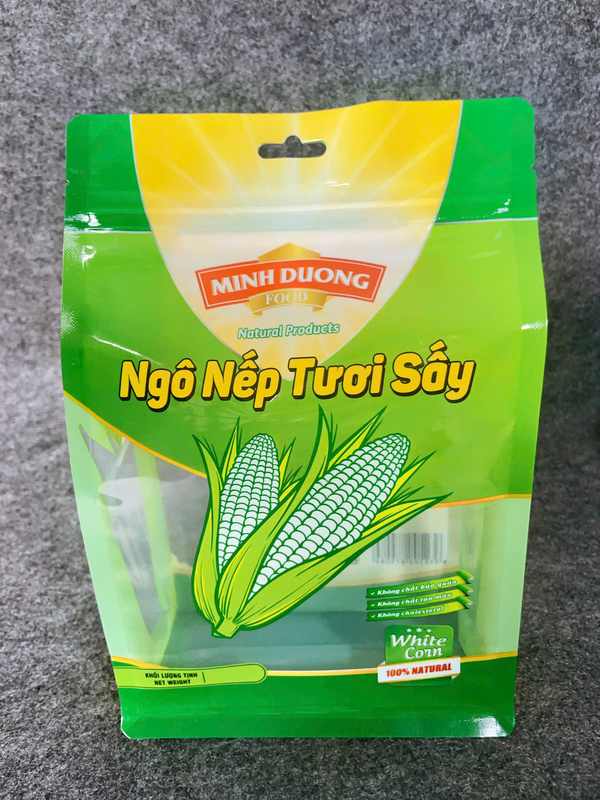 MINH DUONG
FOOD
Natural Products
Ngô Nếp Tươi Sấy
Không chất bảo quản
Không chất tạo màu
Không cholesterol
White
Corn
100% NATURAL
KHỐI LƯỢNG TỊNH
NET WEIGHT